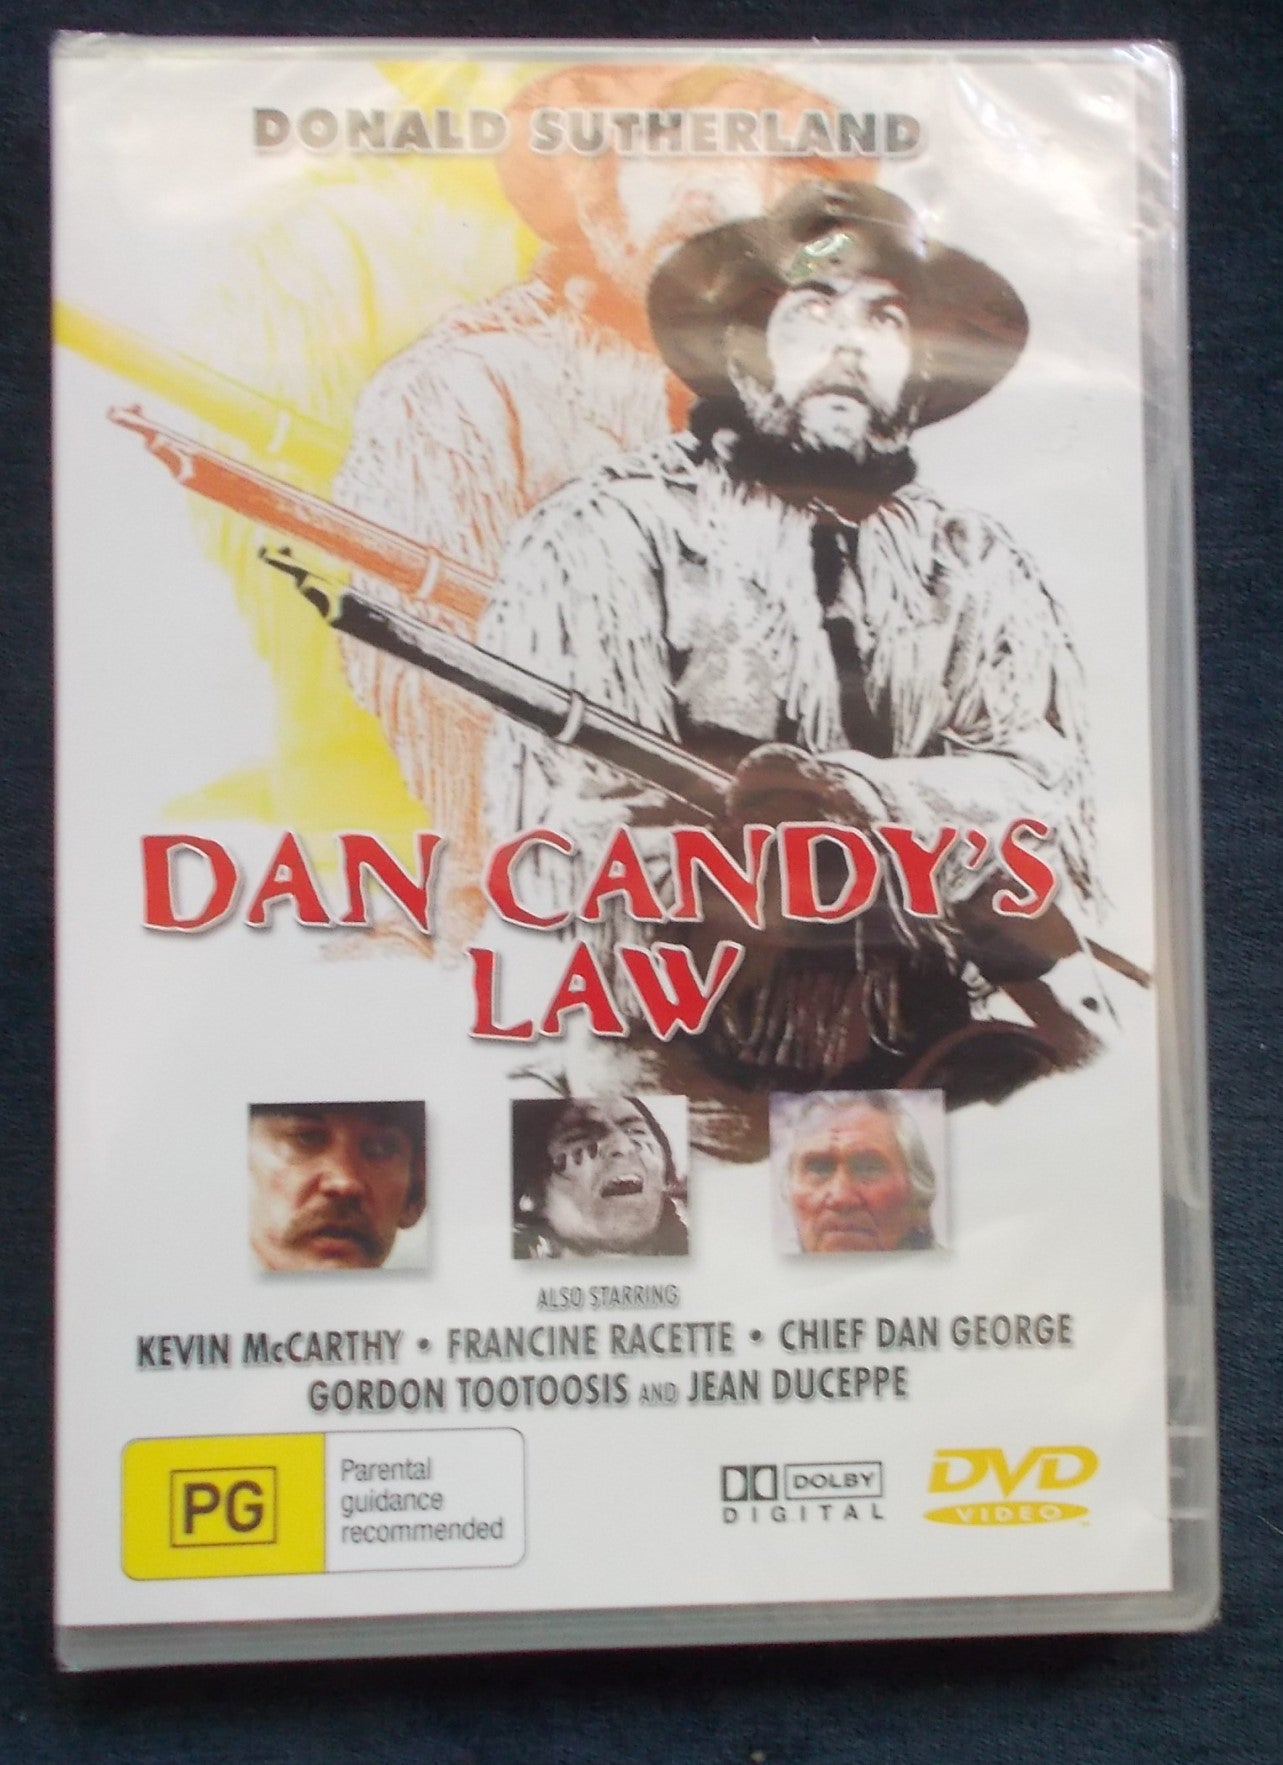 DONALD SUTHERLAND
DAN CANDY'S
LAW
ALSO STARRING
KEVIN McCARTHY • FRANCINE RACETTE • CHIEF DAN GEORGE
GORDON TOOTOOSIS AND JEAN DUCEPPE
PG
Parental
guidance
recommended
DOLBY
DIGITAL
DVD
VIDEO